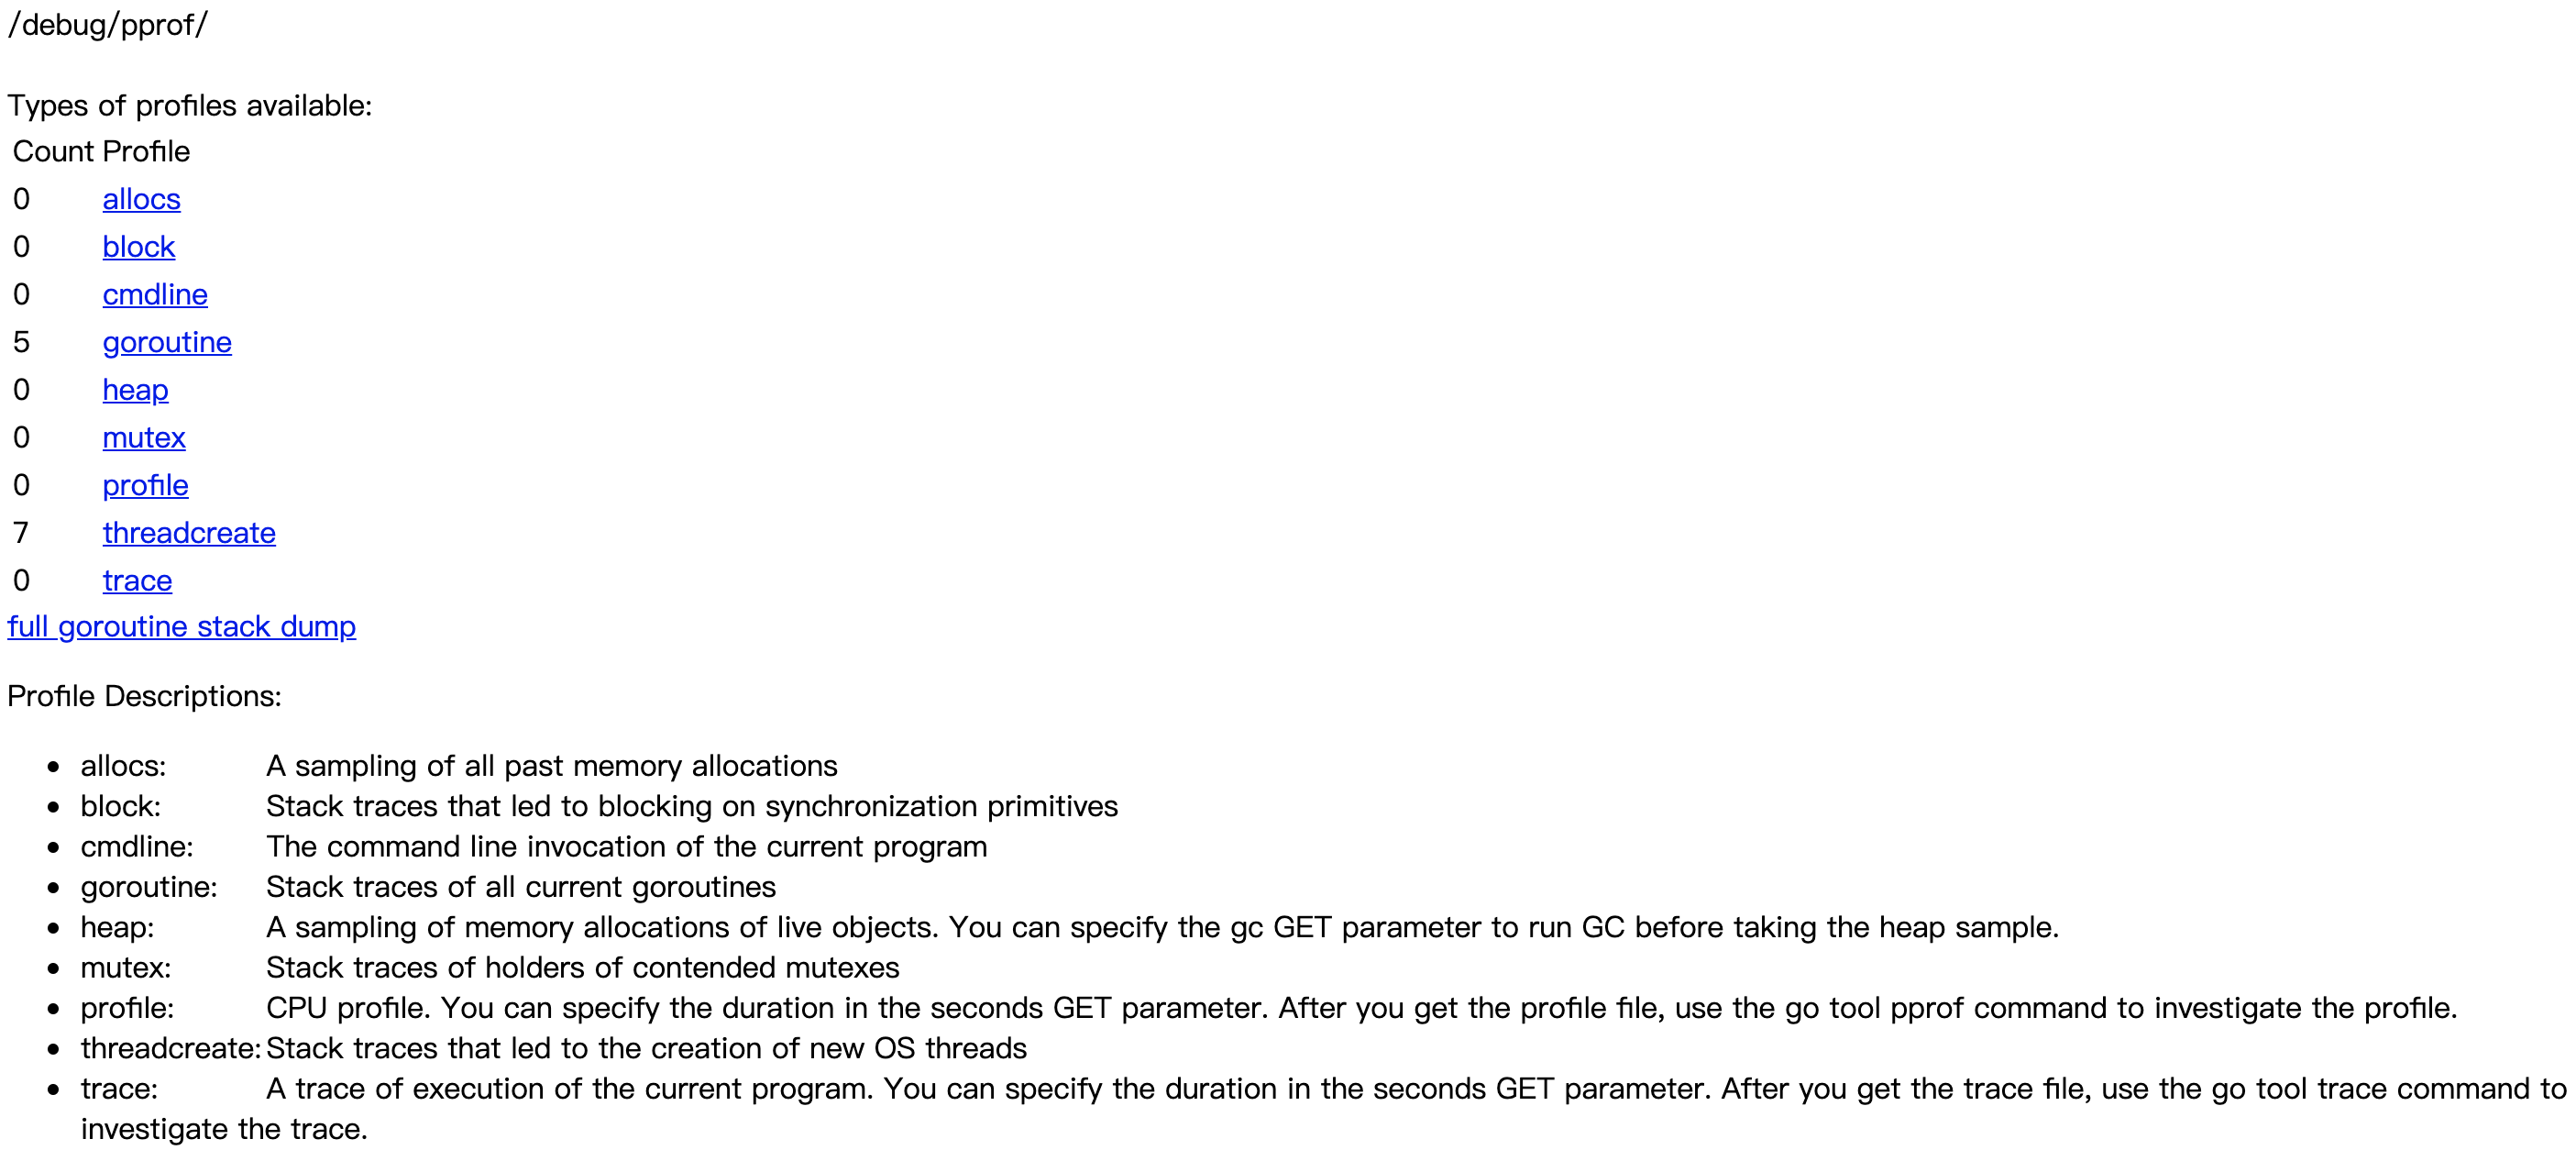 /debug/pprof/
Types of profiles available:
Count Profile
0 allocs
0 block
0 cmdline
5 goroutine
0 heap
0 mutex
0 profile
7 threadcreate
0 trace
full goroutine stack dump
Profile Descriptions:
• allocs: A sampling of all past memory allocations
• block: Stack traces that led to blocking on synchronization primitives
• cmdline: The command line invocation of the current program
• goroutine: Stack traces of all current goroutines
• heap: A sampling of memory allocations of live objects. You can specify the gc GET parameter to run GC before taking the heap sample.
• mutex: Stack traces of holders of contended mutexes
• profile: CPU profile. You can specify the duration in the seconds GET parameter. After you get the profile file, use the go tool pprof command to investigate the profile.
• threadcreate: Stack traces that led to the creation of new OS threads
• trace: A trace of execution of the current program. You can specify the duration in the seconds GET parameter. After you get the trace file, use the go tool trace command to
investigate the trace.